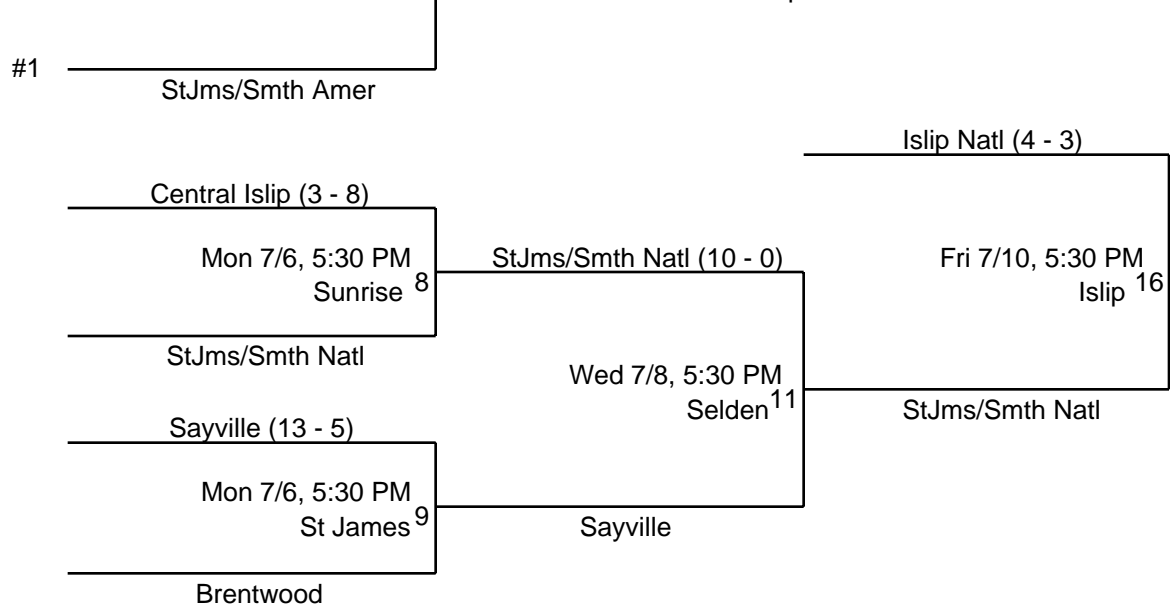 #1
StJms/Smth Amer
Islip Natl (4 - 3)
Central Islip (3 - 8)
Mon 7/6, 5:30 PM
Sunrise 8
StJms/Smth Natl (10 - 0)
Fri 7/10, 5:30 PM
Islip 16
StJms/Smth Natl
Wed 7/8, 5:30 PM
Selden 11
StJms/Smth Natl
Sayville (13 - 5)
Mon 7/6, 5:30 PM
St James 9
Sayville
Brentwood